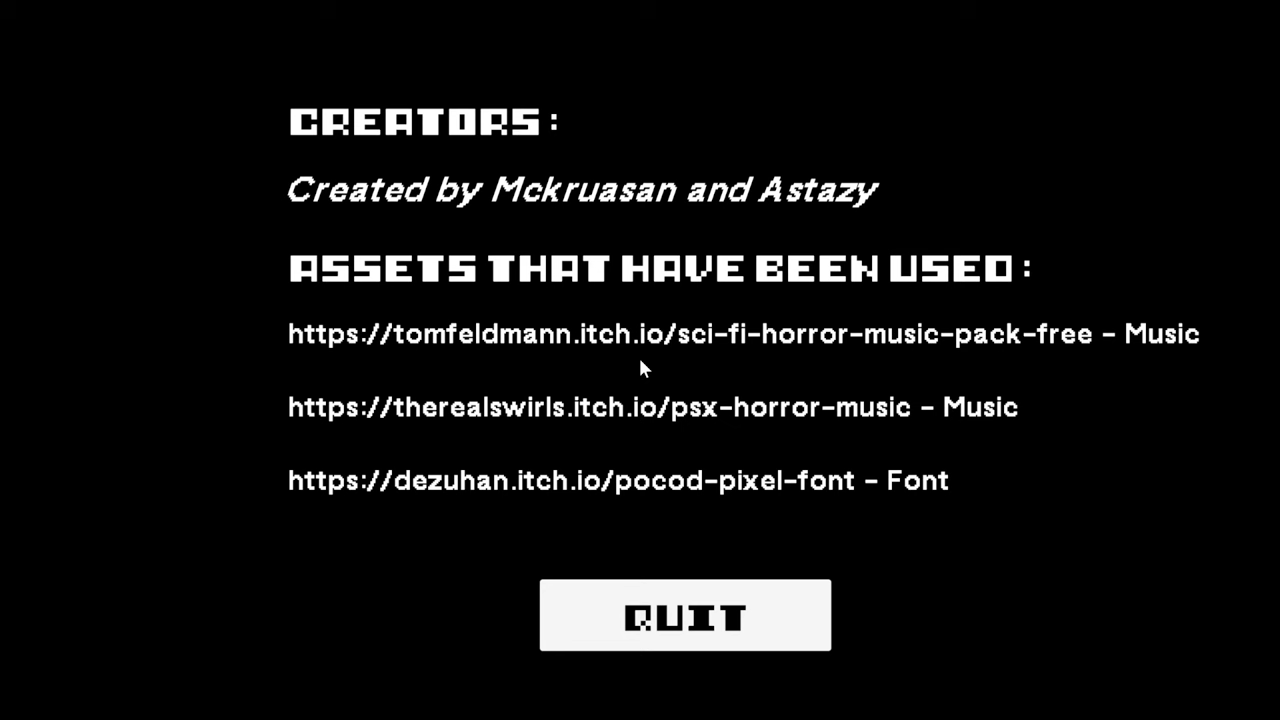 CREATORS:
Created by Mckruasan and Astazy
ASSETS THAT HAVE BEEN USED:
https://tomfeldmann.itch.io/sci-fi-horror-music-pack-free - Music
https://therealswirls.itch.io/psx-horror-music - Music
https://dezuhan.itch.io/pocod-pixel-font - Font
QUIT